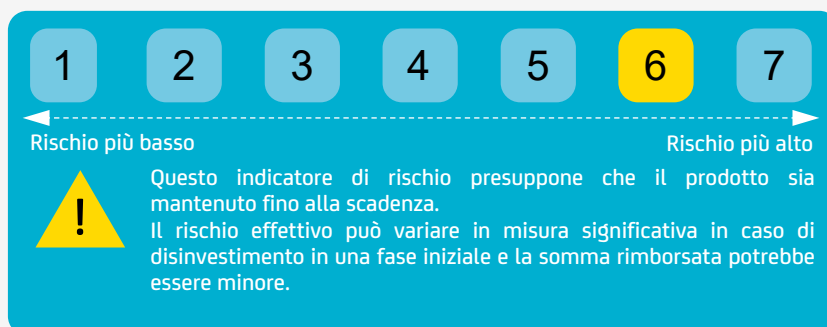 1 2 3 4 5 6 7
Rischio più basso Rischio più alto
Questo indicatore di rischio presuppone che il prodotto sia
mantenuto fino alla scadenza.
Il rischio effettivo può variare in misura significativa in caso di
disinvestimento in una fase iniziale e la somma rimborsata potrebbe
essere minore.
!